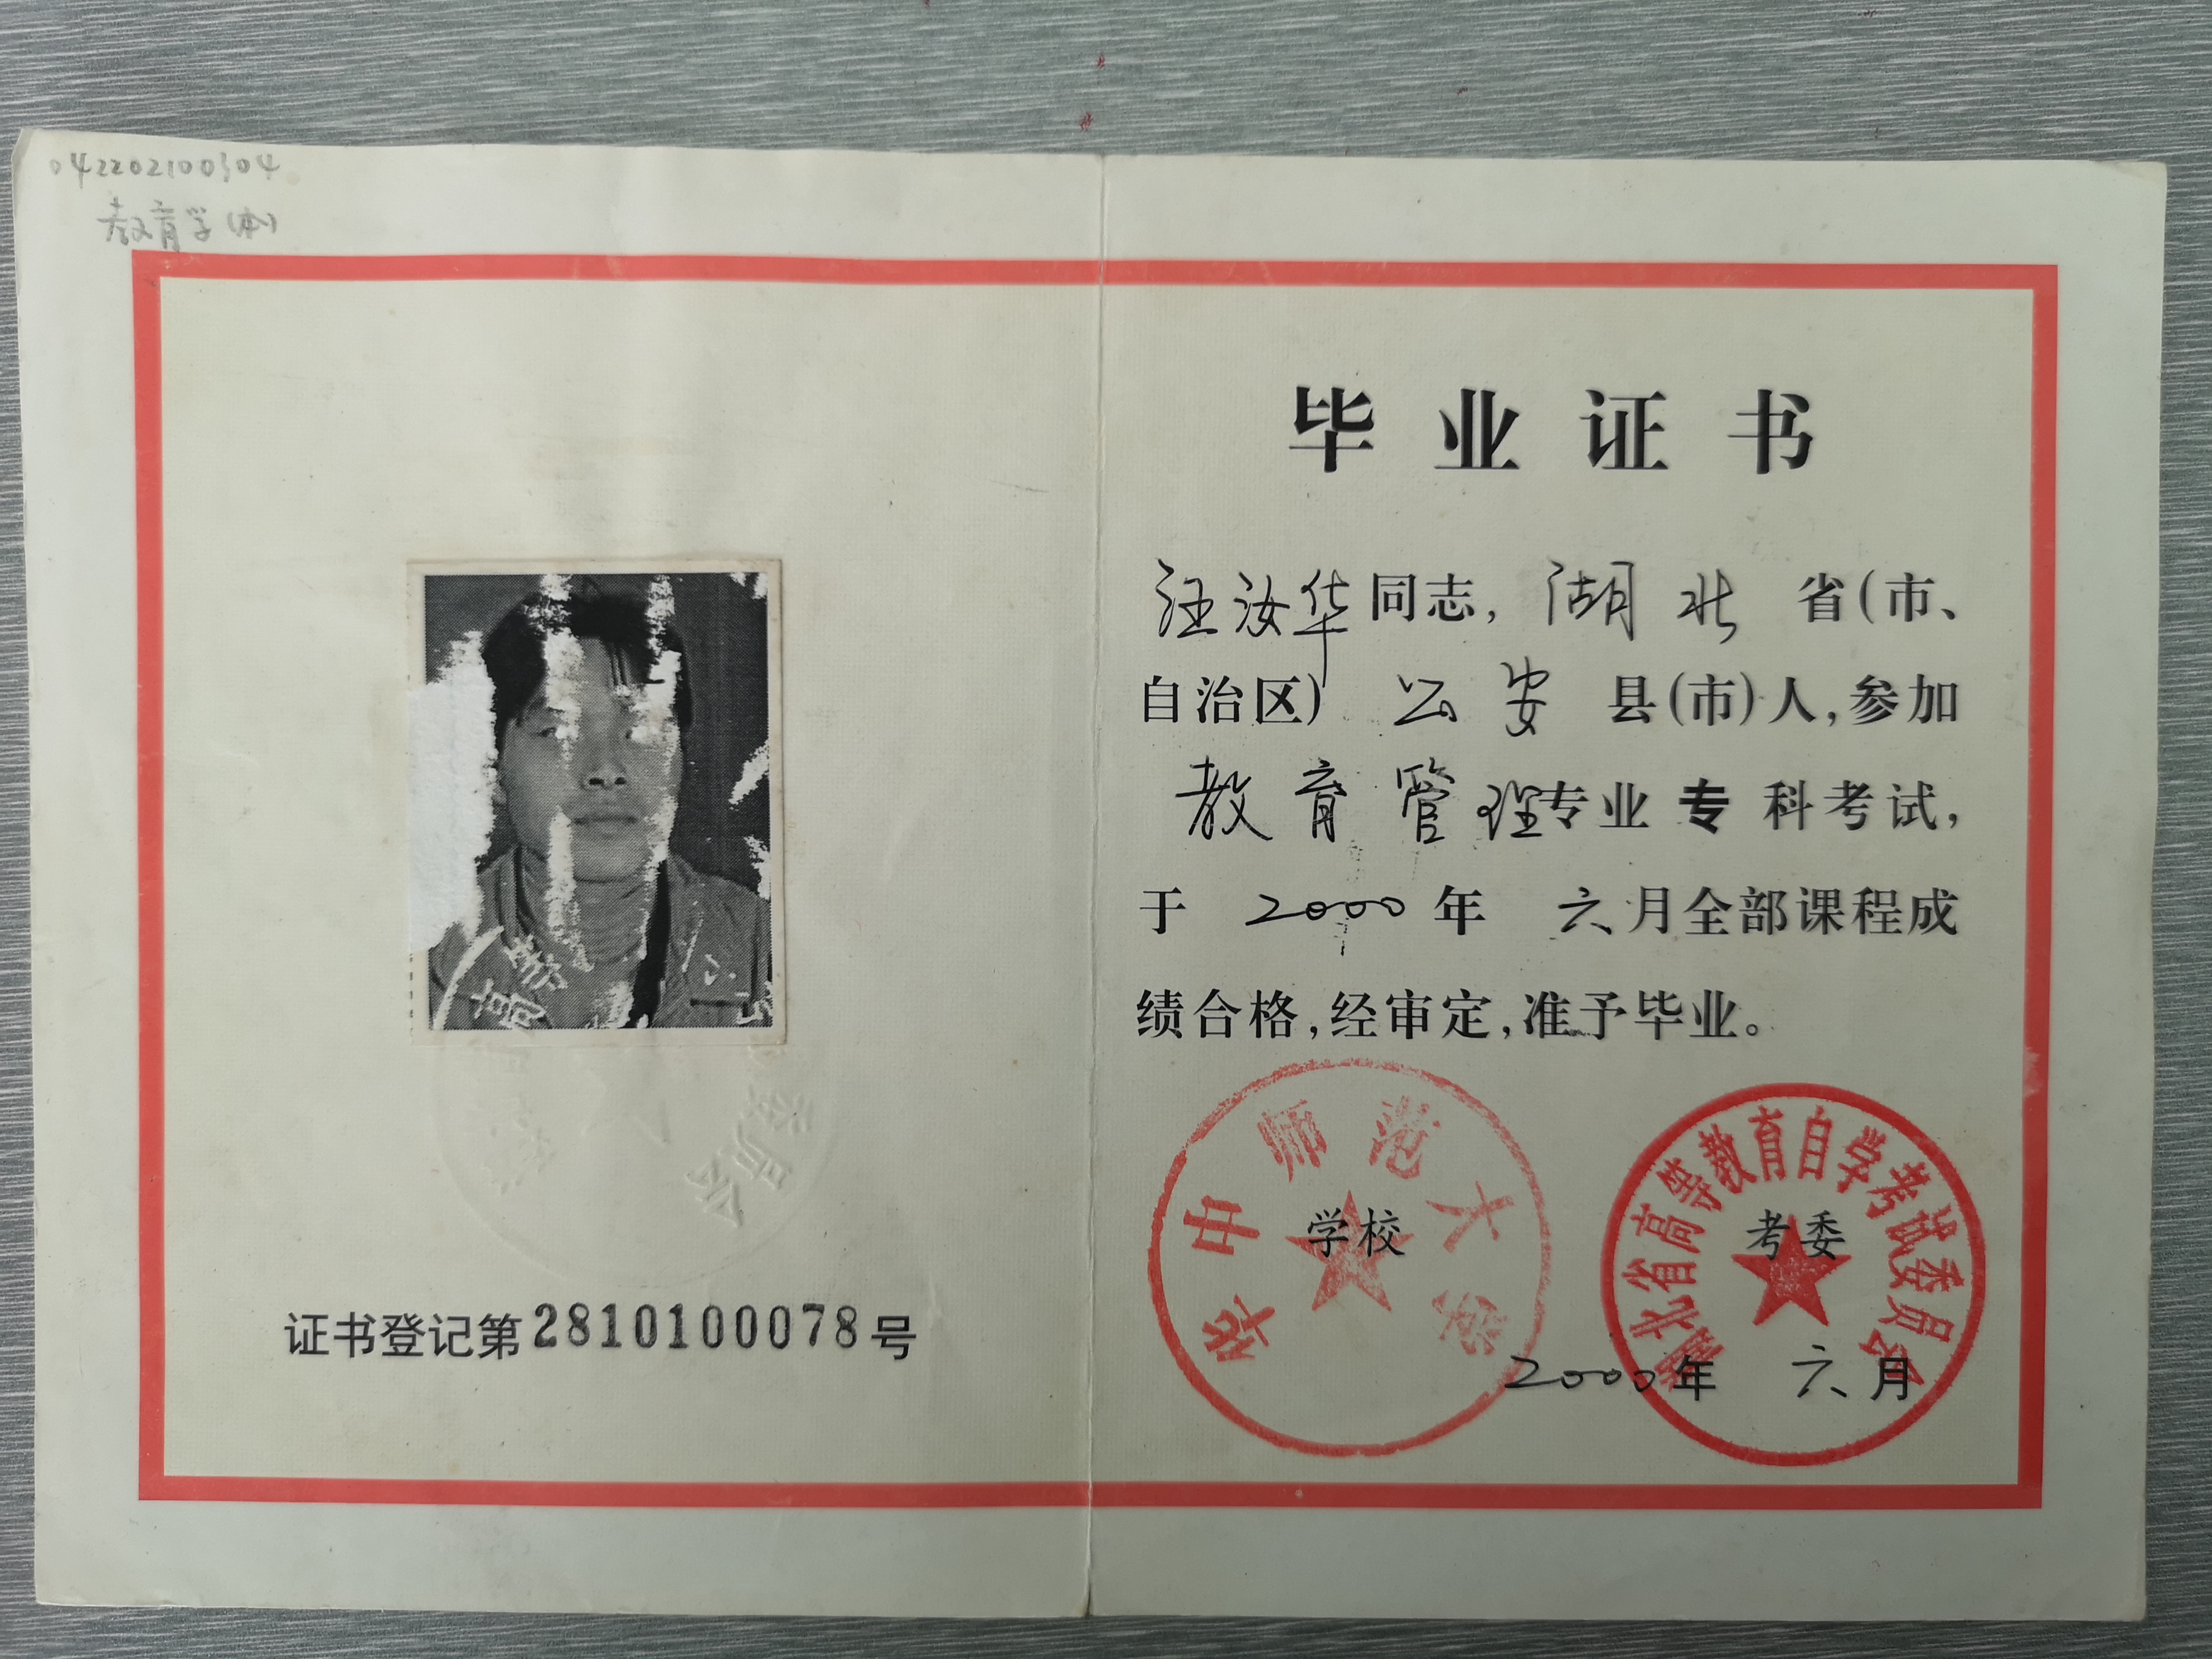 042202100304
教育学(本)
证书登记第2810100078号
毕业证书
汪汝华同志,湖北省(市、
自治区)公安县(市)人,参加
教育管理专业专科考试,
于2000年六月全部课程成
绩合格,经审定,准予毕业。
华中师范大学
学校
湖北省高等教育自学考试委员会
考委
2000年六月